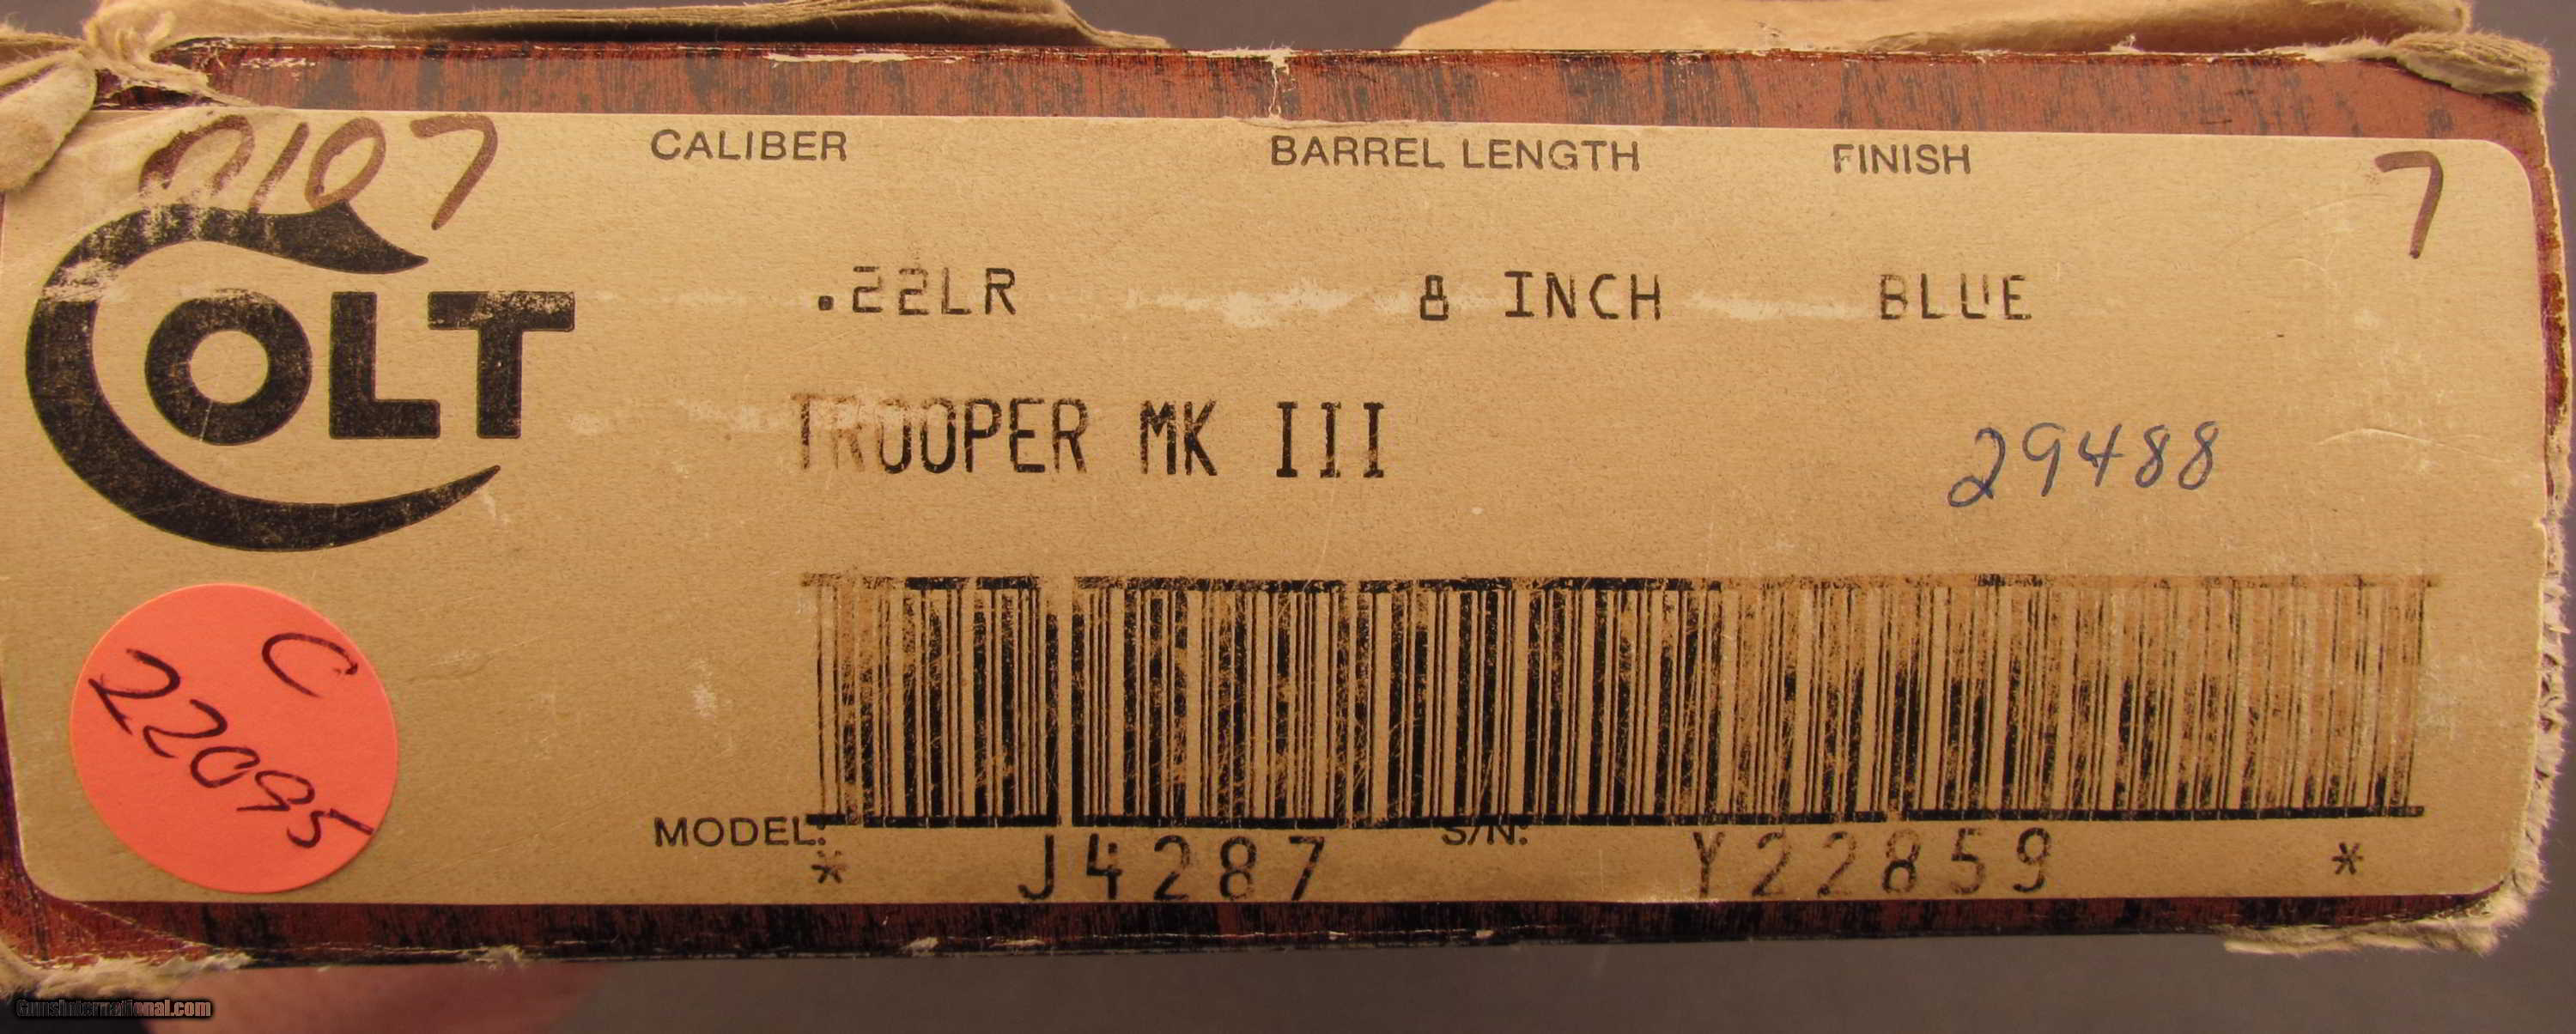 0107
CALIBER BARREL LENGTH FINISH 7
COLT
.22LR 8 INCH BLUE
TROOPER MK III
29488
C
22095
MODEL: S/N:
* J4287 Y22859 *
GunsInternational.com